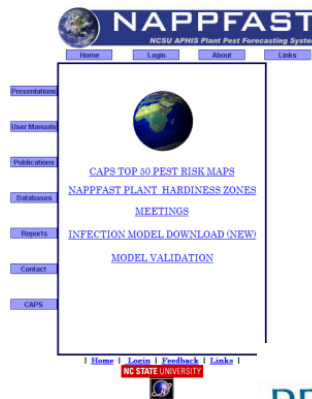 NAPPFAST
NCSU APHIS Plant Pest Forecasting Syste
Home Login About Links
Presentations
User Manuals
Publications
Databases
Reports
Contact
CAPS
CAPS TOP 50 PEST RISK MAPS
NAPPFAST PLANT HARDINESS ZONES
MEETINGS
INFECTION MODEL DOWNLOAD (NEW)
MODEL VALIDATION
| Home | Login | Feedback | Links |
NC STATE UNIVERSITY